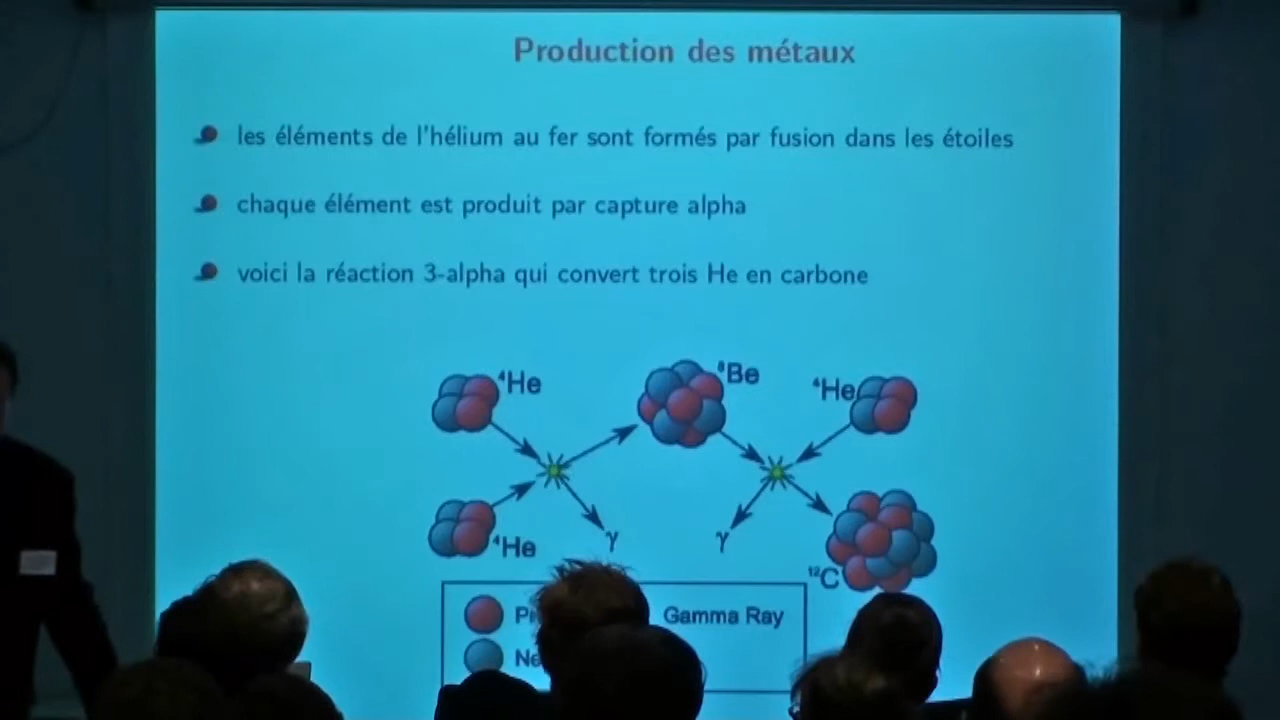 Production des métaux
les éléments de l'hélium au fer sont formés par fusion dans les étoiles
chaque élément est produit par capture alpha
voici la réaction 3-alpha qui convert trois He en carbone
⁴He
⁸Be
⁴He
⁴He
γ
γ
¹²C
Gamma Ray